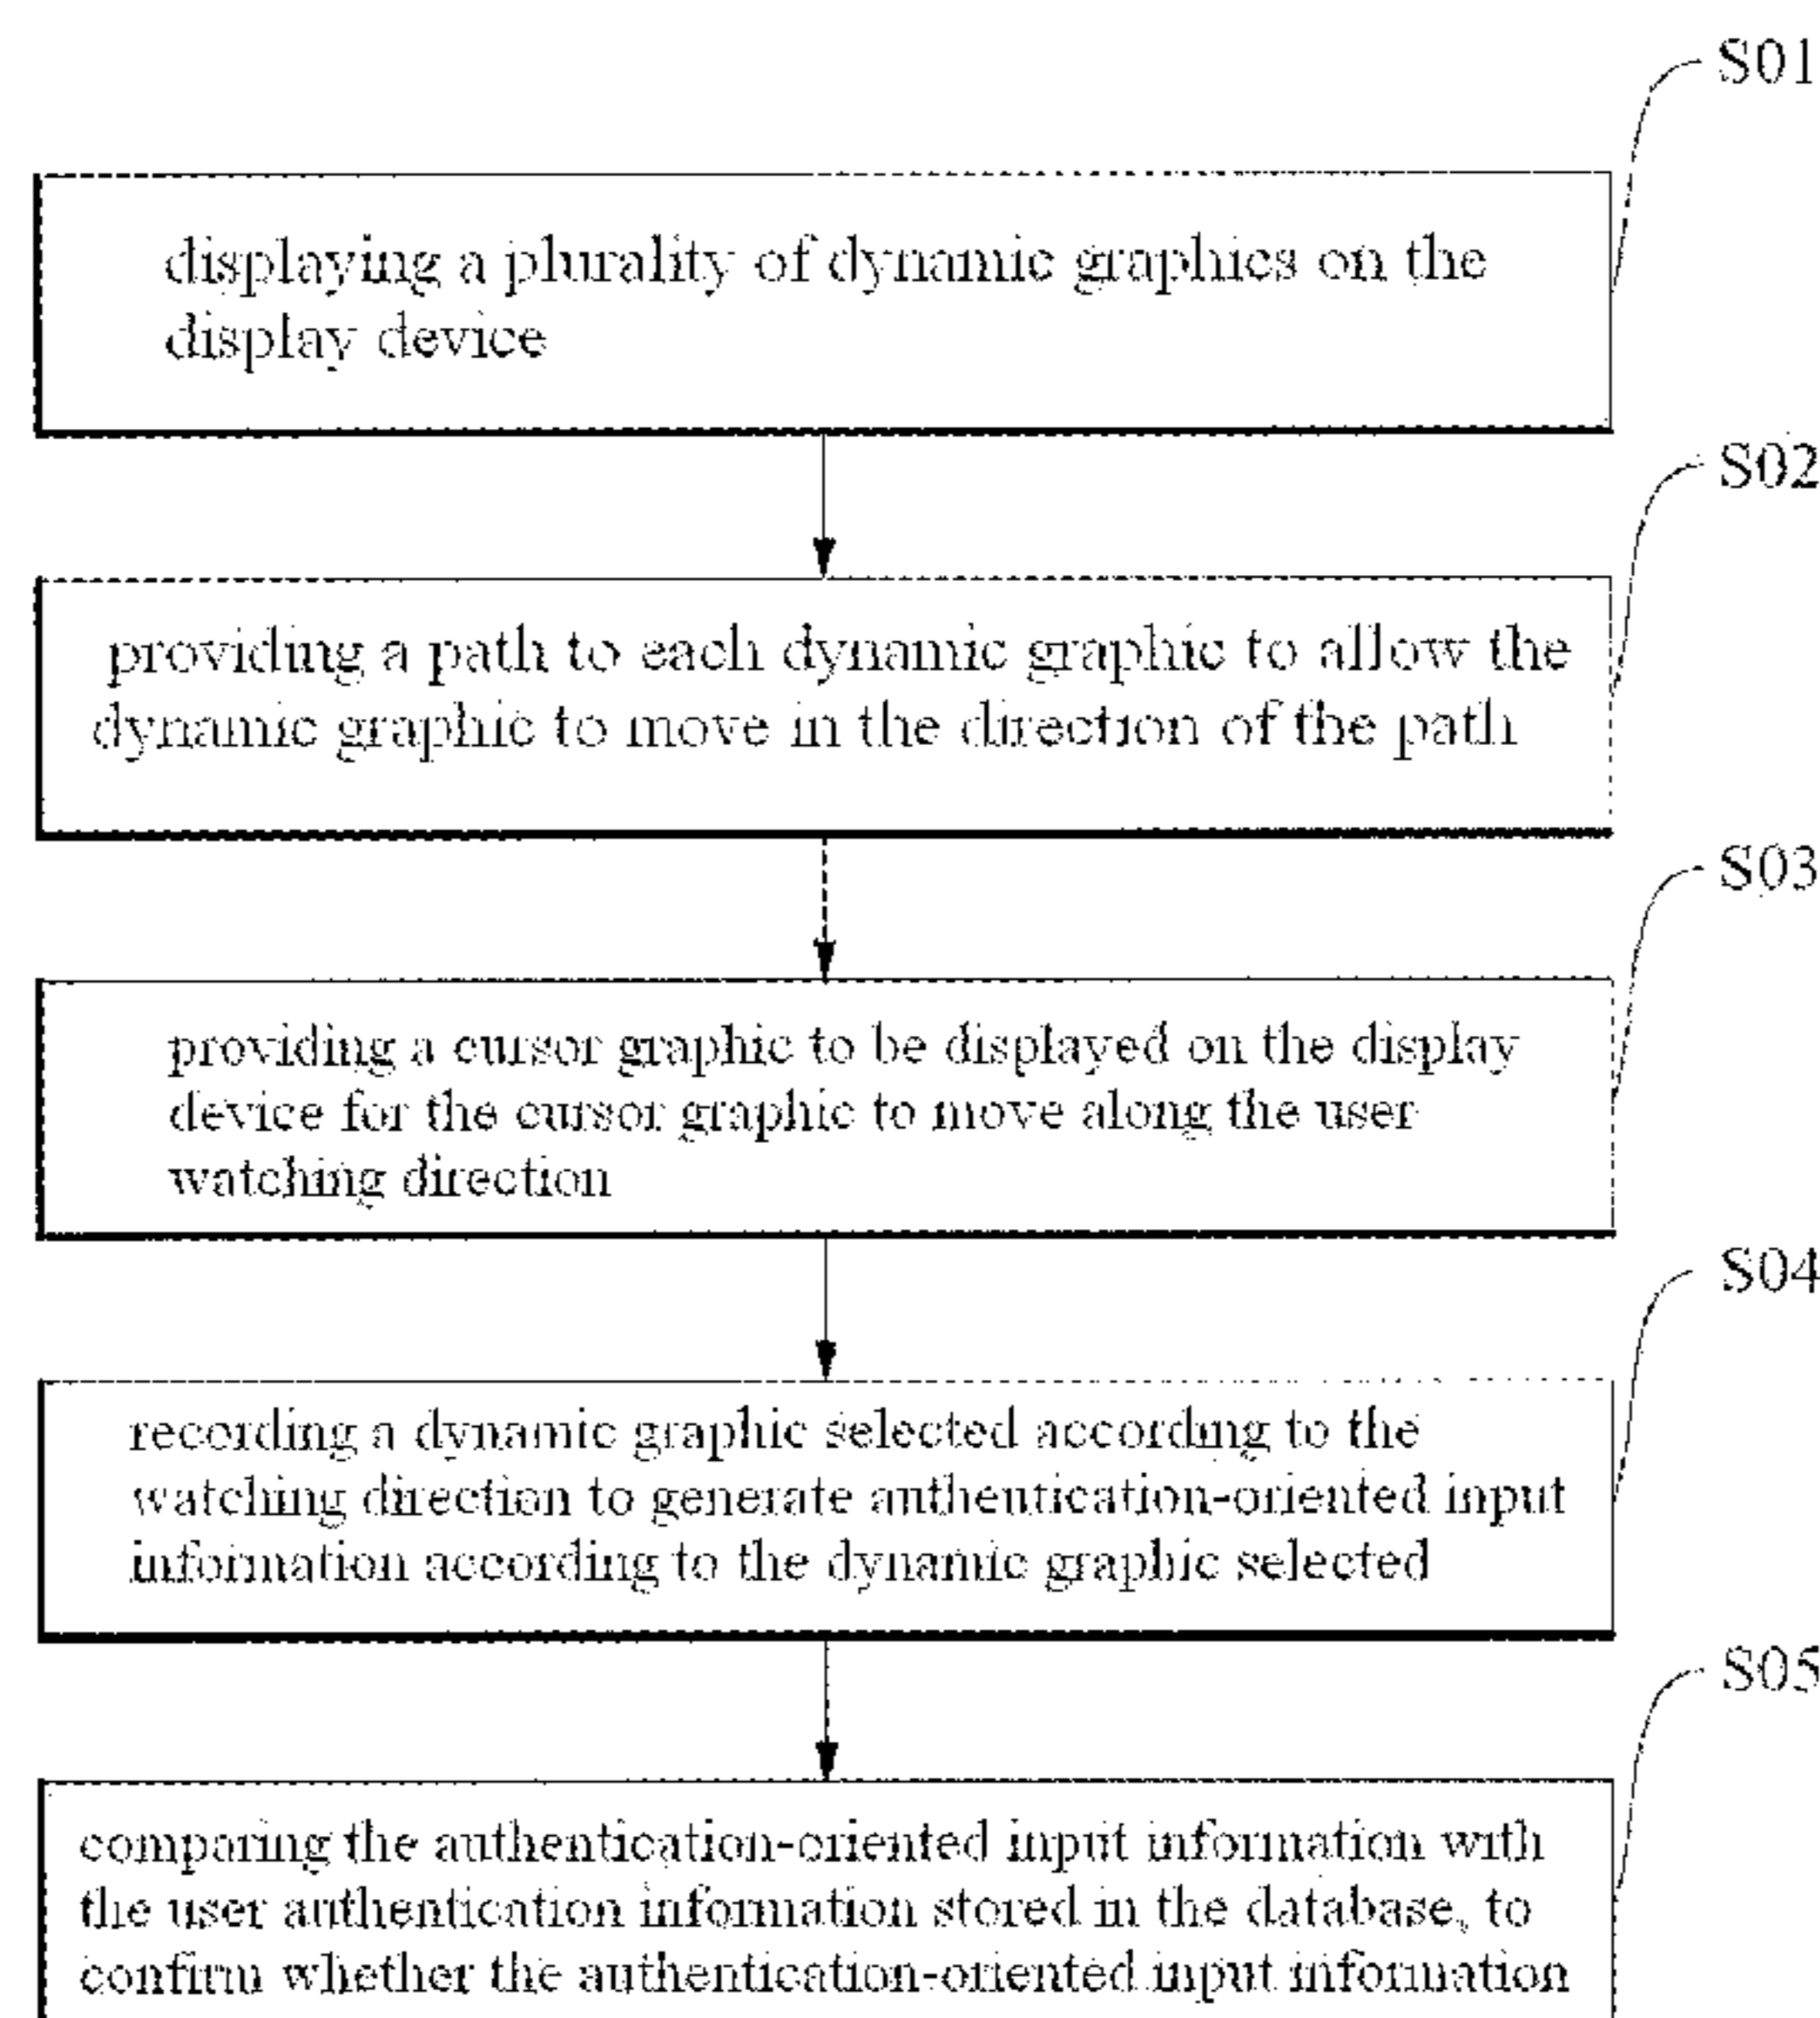 S01
displaying a plurality of dynamic graphics on the
display device
S02
providing a path to each dynamic graphic to allow the
dynamic graphic to move in the direction of the path
S03
providing a cursor graphic to be displayed on the display
device for the cursor graphic to move along the user
watching direction
S04
recording a dynamic graphic selected according to the
watching direction to generate authentication-oriented input
information according to the dynamic graphic selected
S05
comparing the authentication-oriented input information with
the user authentication information stored in the database, to
confirm whether the authentication-oriented input information